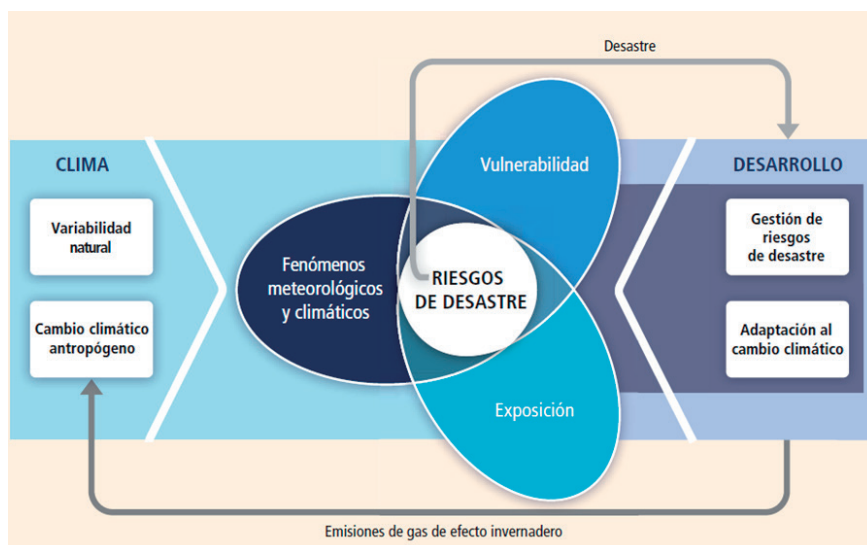 Desastre
CLIMA
Variabilidad
natural
Cambio climático
antropógeno
Fenómenos
meteorológicos
y climáticos
Vulnerabilidad
RIESGOS
DE DESASTRE
Exposición
DESARROLLO
Gestión de
riesgos
de desastre
Adaptación al
cambio climático
Emisiones de gas de efecto invernadero